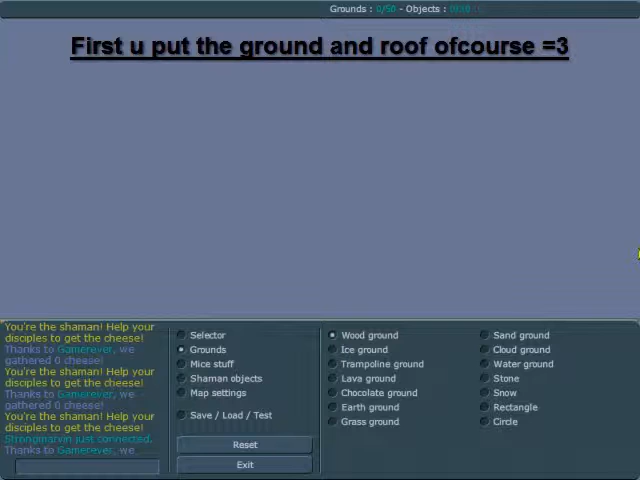 Grounds : 0/50 - Objects :
First u put the ground and roof ofcourse =3
You're the shaman! Help your
disciples to get the cheese!
Thanks to Gamerever, we
gathered 0 cheese!
You're the shaman! Help your
disciples to get the cheese!
Thanks to Gamerever, we
gathered 0 cheese!
You're the shaman! Help your
disciples to get the cheese!
Strongmarvin just connected.
Thanks to Gamerever, we
Selector
Grounds
Mice stuff
Shaman objects
Map settings
Save / Load / Test
Reset
Exit
Wood ground
Ice ground
Trampoline ground
Lava ground
Chocolate ground
Earth ground
Grass ground
Sand ground
Cloud ground
Water ground
Stone
Snow
Rectangle
Circle